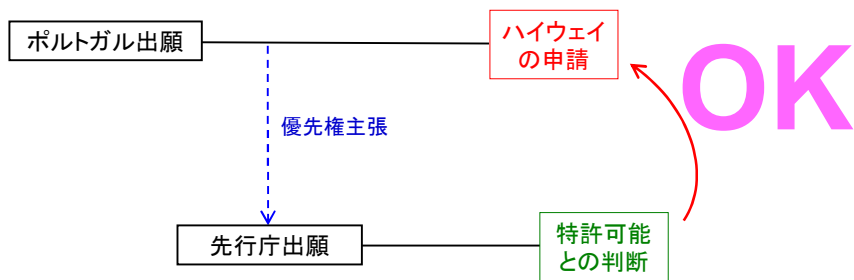 ポルトガル出願
ハイウェイ
の申請
OK
優先権主張
先行庁出願
特許可能
との判断